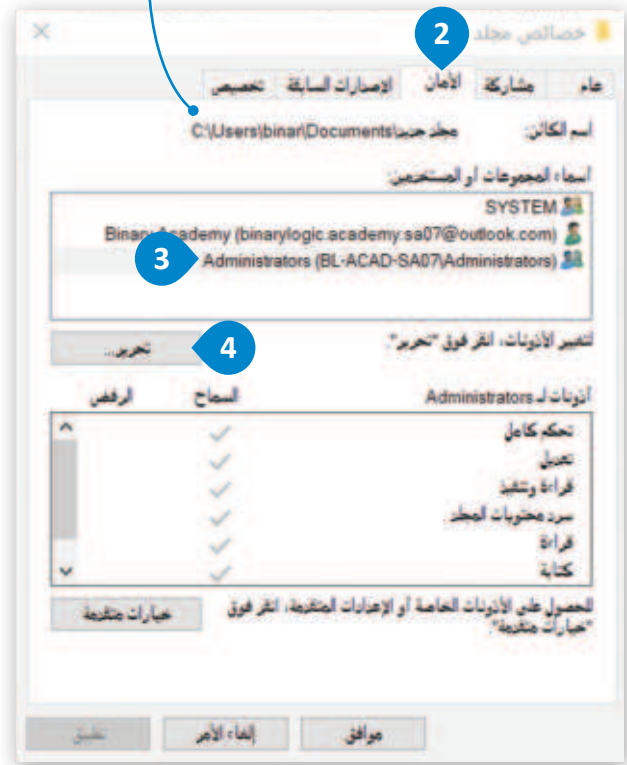 خصائص مجلد
2
عام
مشاركة
الأمان
الإصدارات السابقة
تخصيص
اسم الكائن: C:\Users\binar\Documents\مجلد جديد
أسماء المجموعات أو المستخدمين:
SYSTEM
Binary Academy (binarylogic.academy.sa07@outlook.com)
3
Administrators (BL-ACAD-SA07\Administrators)
لتغيير الأذونات، انقر فوق "تحرير".
4
تحرير...
أذونات لـ Administrators
السماح
الرفض
تحكم كامل
تعديل
قراءة وتنفيذ
سرد محتويات المجلد
قراءة
كتابة
للحصول على الأذونات الخاصة أو الإعدادات المتقدمة، انقر فوق
"خيارات متقدمة".
خيارات متقدمة
موافق
إلغاء الأمر
تطبيق